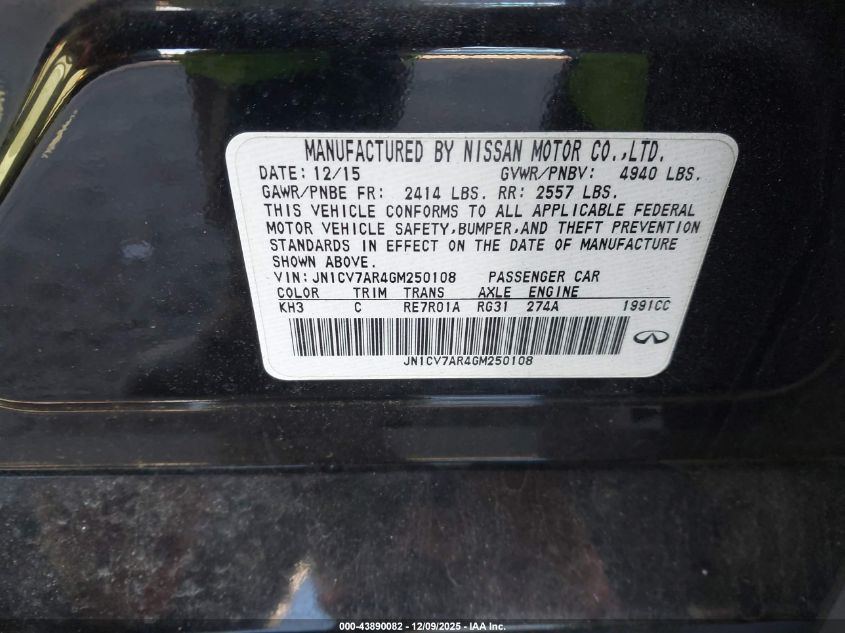 MANUFACTURED BY NISSAN MOTOR CO.,LTD.
DATE: 12/15 GVWR/PNBV: 4940 LBS.
GAWR/PNBE FR: 2414 LBS. RR: 2557 LBS.
THIS VEHICLE CONFORMS TO ALL APPLICABLE FEDERAL
MOTOR VEHICLE SAFETY,BUMPER,AND THEFT PREVENTION
STANDARDS IN EFFECT ON THE DATE OF MANUFACTURE
SHOWN ABOVE.
VIN:JN1CV7AR4GM250108 PASSENGER CAR
COLOR TRIM TRANS AXLE ENGINE
KH3 C RE7R01A RG31 274A 1991CC
JN1CV7AR4GM250108
000-43890082 - 12/09/2025 - IAA Inc.